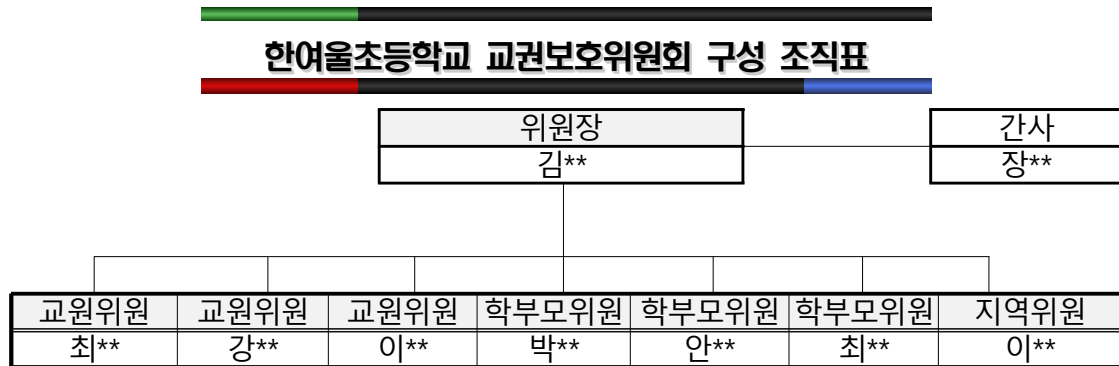 한여울초등학교 교권보호위원회 구성 조직표
위원장 간사
김** 장**
교원위원 교원위원 교원위원 학부모위원 학부모위원 학부모위원 지역위원
최** 강** 이** 박** 안** 최** 이**